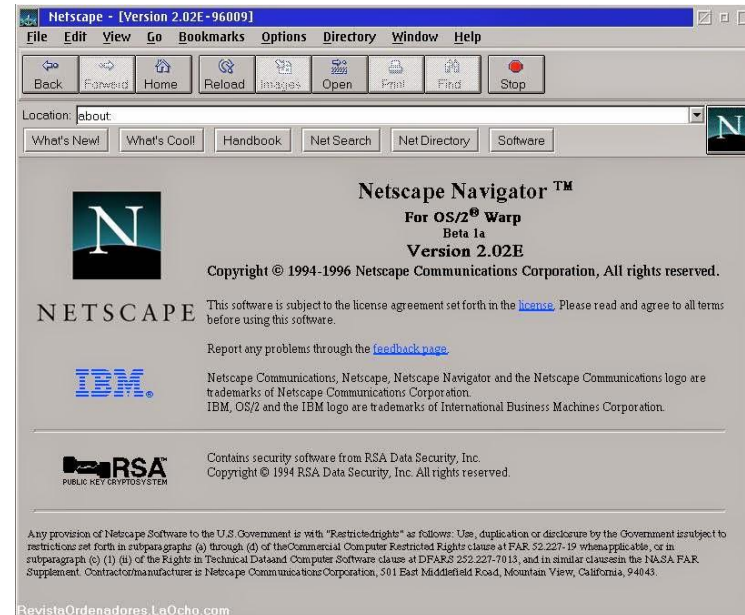 Netscape - [Version 2.02E-96009]
File Edit View Go Bookmarks Options Directory Window Help
Back Forward Home Reload Images Open Print Find Stop
Location: about:
N
What's New! What's Cool! Handbook Net Search Net Directory Software
Netscape Navigator ™
For OS/2® Warp
Beta 1a
Version 2.02E
Copyright © 1994-1996 Netscape Communications Corporation, All rights reserved.
N
NETSCAPE
This software is subject to the license agreement set forth in the license. Please read and agree to all terms
before using this software.
Report any problems through the feedback page.
IBM®
Netscape Communications, Netscape, Netscape Navigator and the Netscape Communications logo are
trademarks of Netscape Communications Corporation.
IBM, OS/2 and the IBM logo are trademarks of International Business Machines Corporation.
RSA™
PUBLIC KEY CRYPTOSYSTEM
Contains security software from RSA Data Security, Inc.
Copyright © 1994 RSA Data Security, Inc. All rights reserved.
Any provision of Netscape Software to the U.S.Government is with "Restrictedrights" as follows: Use, duplication or disclosure by the Government issubject to
restrictions set forth in subparagraphs (a) through (d) of theCommercial Computer Restricted Rights clause at FAR 52.227-19 whenapplicable, or in
subparagraph (c) (1) (ii) of the Rights in Technical Dataand Computer Software clause at DFARS 252.227-7013, and in similar clausesin the NASA FAR
Supplement. Contractor/manufacturer is Netscape CommunicationsCorporation, 501 East Middlefield Road, Mountain View, California, 94043.
RevistaOrdenadores.LaOcho.com